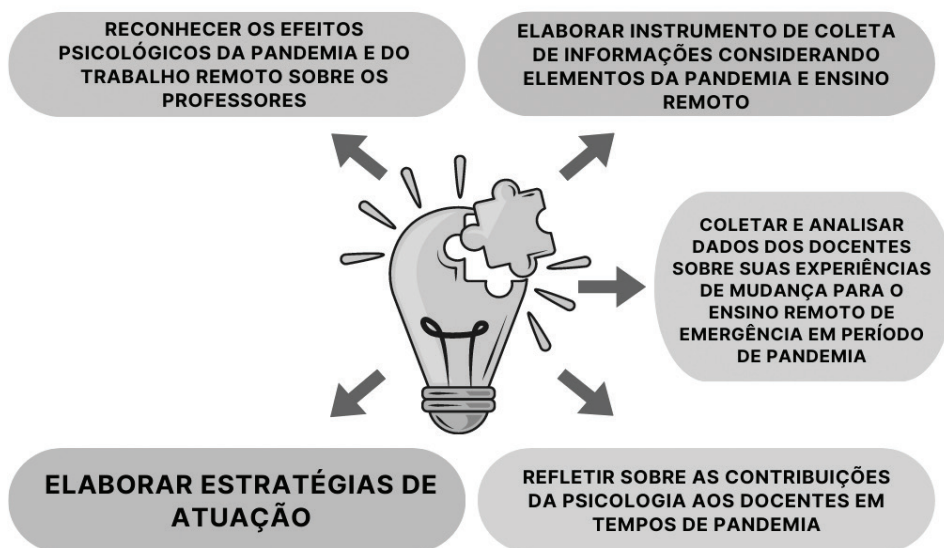 RECONHECER OS EFEITOS
PSICOLÓGICOS DA PANDEMIA E DO
TRABALHO REMOTO SOBRE OS
PROFESSORES
ELABORAR INSTRUMENTO DE COLETA
DE INFORMAÇÕES CONSIDERANDO
ELEMENTOS DA PANDEMIA E ENSINO
REMOTO
COLETAR E ANALISAR
DADOS DOS DOCENTES
SOBRE SUAS EXPERIÊNCIAS
DE MUDANÇA PARA O
ENSINO REMOTO DE
EMERGÊNCIA EM PERÍODO
DE PANDEMIA
ELABORAR ESTRATÉGIAS DE
ATUAÇÃO
REFLETIR SOBRE AS CONTRIBUIÇÕES
DA PSICOLOGIA AOS DOCENTES EM
TEMPOS DE PANDEMIA